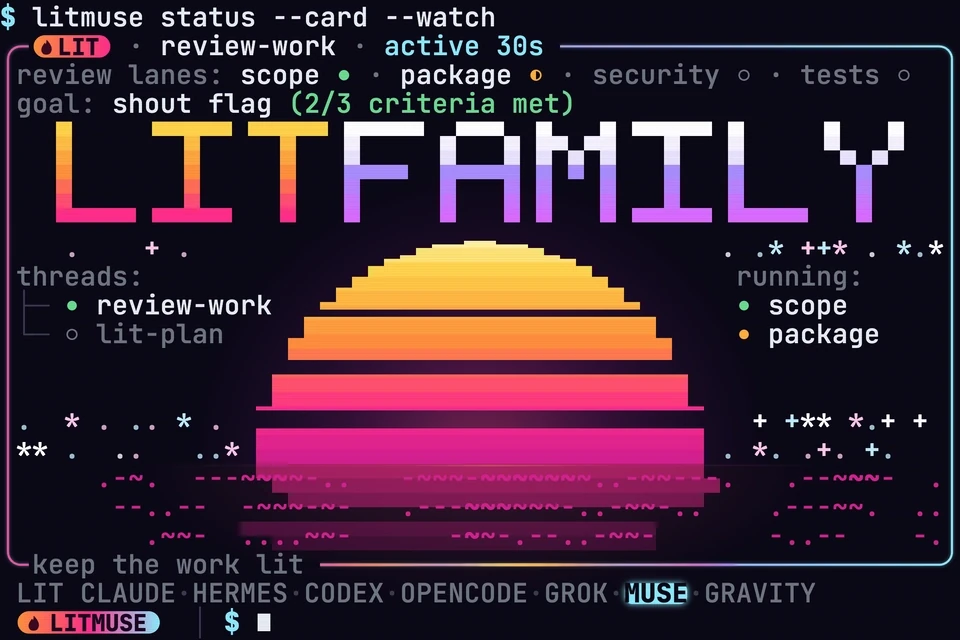 $ litmuse status --card --watch
LIT · review-work · active 30s
review lanes: scope ● · package ◐ · security ○ · tests ○
goal: shout flag (2/3 criteria met)
LITFAMILY
threads:
● review-work
○ lit-plan
running:
● scope
● package
keep the work lit
LIT CLAUDE·HERMES·CODEX·OPENCODE·GROK·MUSE·GRAVITY
LITMUSE │ $